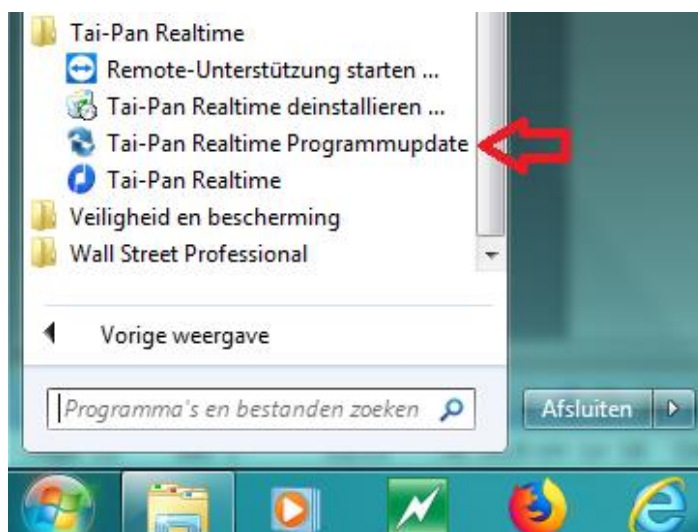 Tai-Pan Realtime
Remote-Unterstützung starten ...
Tai-Pan Realtime deinstallieren ...
Tai-Pan Realtime Programmupdate
Tai-Pan Realtime
Veiligheid en bescherming
Wall Street Professional
Vorige weergave
Programma's en bestanden zoeken
Afsluiten